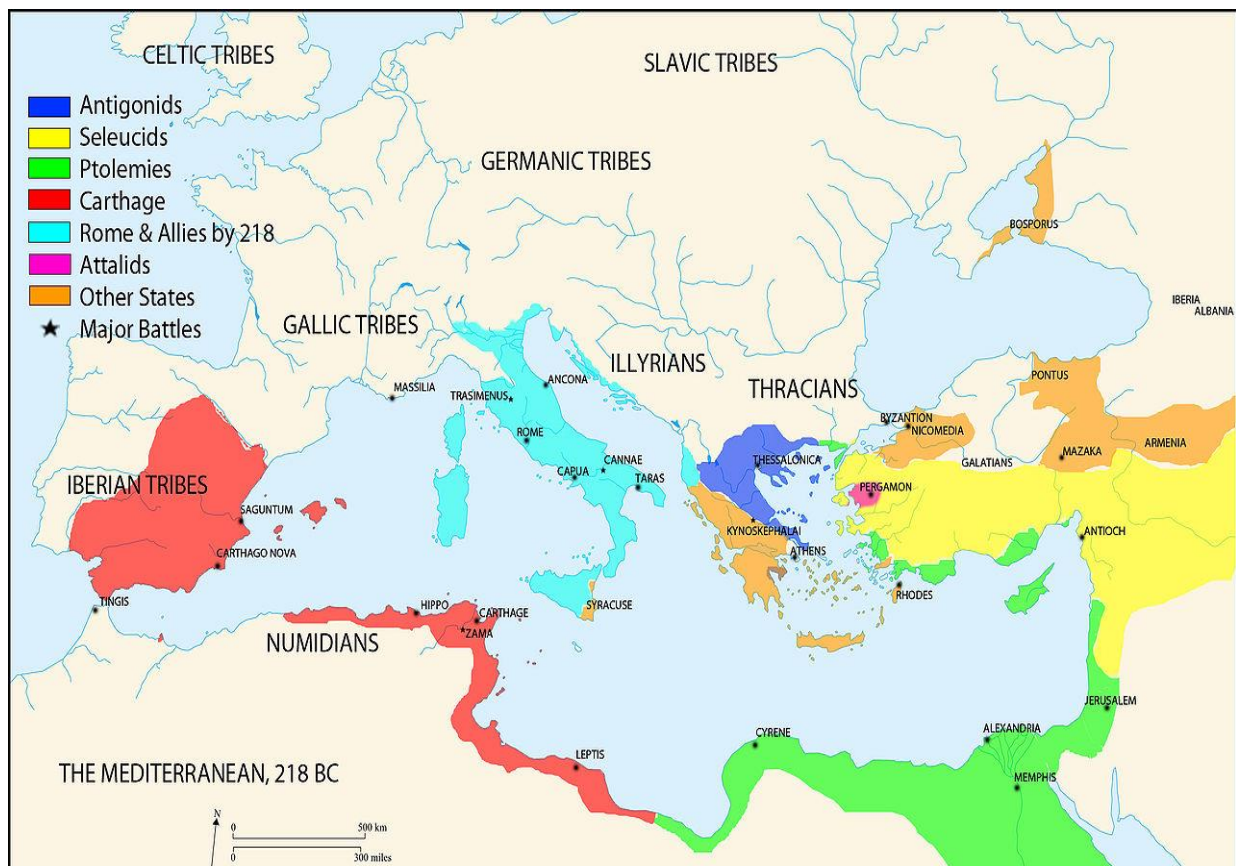 CELTIC TRIBES
SLAVIC TRIBES
Antigonids
Seleucids
Ptolemies
Carthage
Rome & Allies by 218
Attalids
Other States
Major Battles
GERMANIC TRIBES
BOSPORUS
IBERIA
ALBANIA
GALLIC TRIBES
ILLYRIANS
THRACIANS
PONTUS
MASSILIA
ANCONA
TRASIMENUS
ROME
BYZANTION
NICOMEDIA
ARMENIA
MAZAKA
GALATIANS
CANNAE
CAPUA
TARAS
THESSALONICA
PERGAMON
IBERIAN TRIBES
SAGUNTUM
KYNOSKEPHALAI
ANTIOCH
CARTHAGO NOVA
ATHENS
RHODES
TINGIS
HIPPO
CARTHAGE
SYRACUSE
ZAMA
NUMIDIANS
JERUSALEM
CYRENE
ALEXANDRIA
LEPTIS
MEMPHIS
THE MEDITERRANEAN, 218 BC
N
0 500 km
0 300 miles